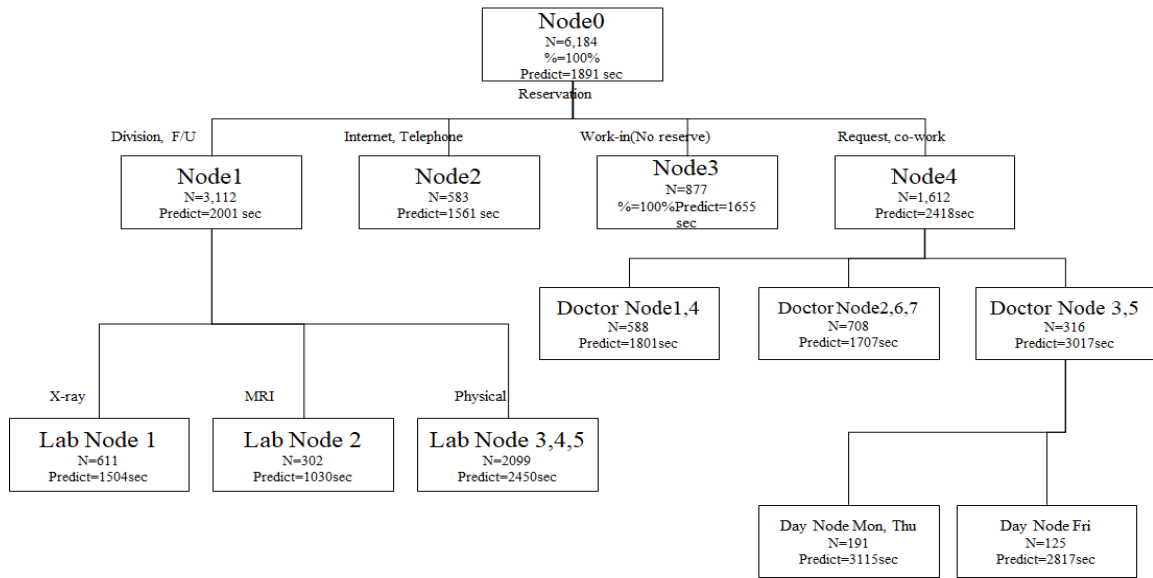 Node0
N=6,184
%=100%
Predict=1891 sec
Reservation
Division, F/U
Internet, Telephone
Work-in(No reserve)
Request, co-work
Node1
N=3,112
Predict=2001 sec
Node2
N=583
Predict=1561 sec
Node3
N=877
%=100%Predict=1655
sec
Node4
N=1,612
Predict=2418sec
Doctor Node1,4
N=588
Predict=1801sec
Doctor Node2,6,7
N=708
Predict=1707sec
Doctor Node 3,5
N=316
Predict=3017sec
X-ray
MRI
Physical
Lab Node 1
N=611
Predict=1504sec
Lab Node 2
N=302
Predict=1030sec
Lab Node 3,4,5
N=2099
Predict=2450sec
Day Node Mon, Thu
N=191
Predict=3115sec
Day Node Fri
N=125
Predict=2817sec